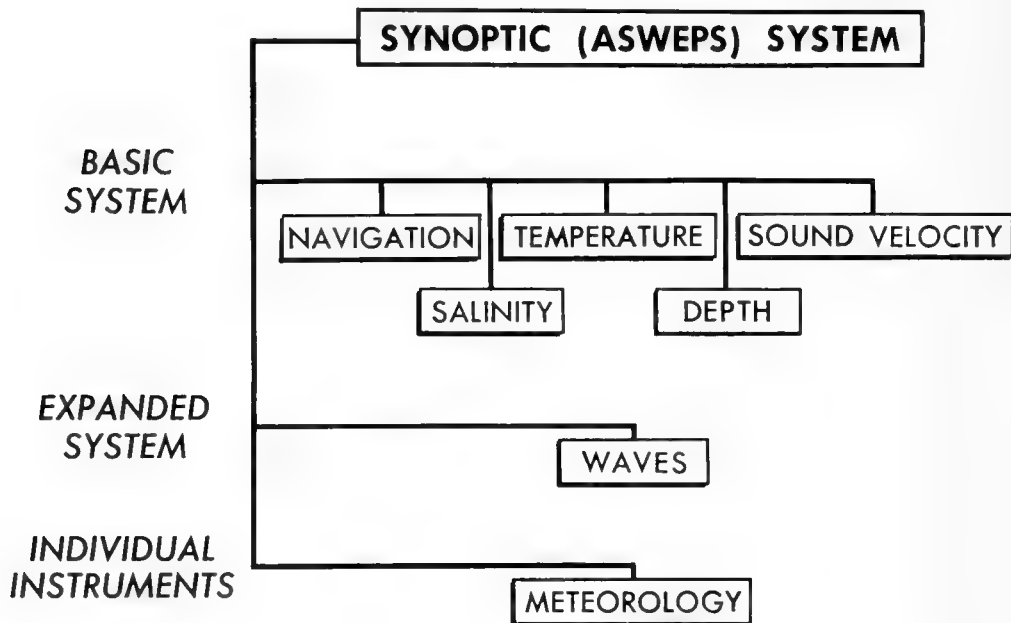 SYNOPTIC (ASWEPS) SYSTEM
BASIC
SYSTEM
NAVIGATION
TEMPERATURE
SOUND VELOCITY
SALINITY
DEPTH
EXPANDED
SYSTEM
WAVES
INDIVIDUAL
INSTRUMENTS
METEOROLOGY